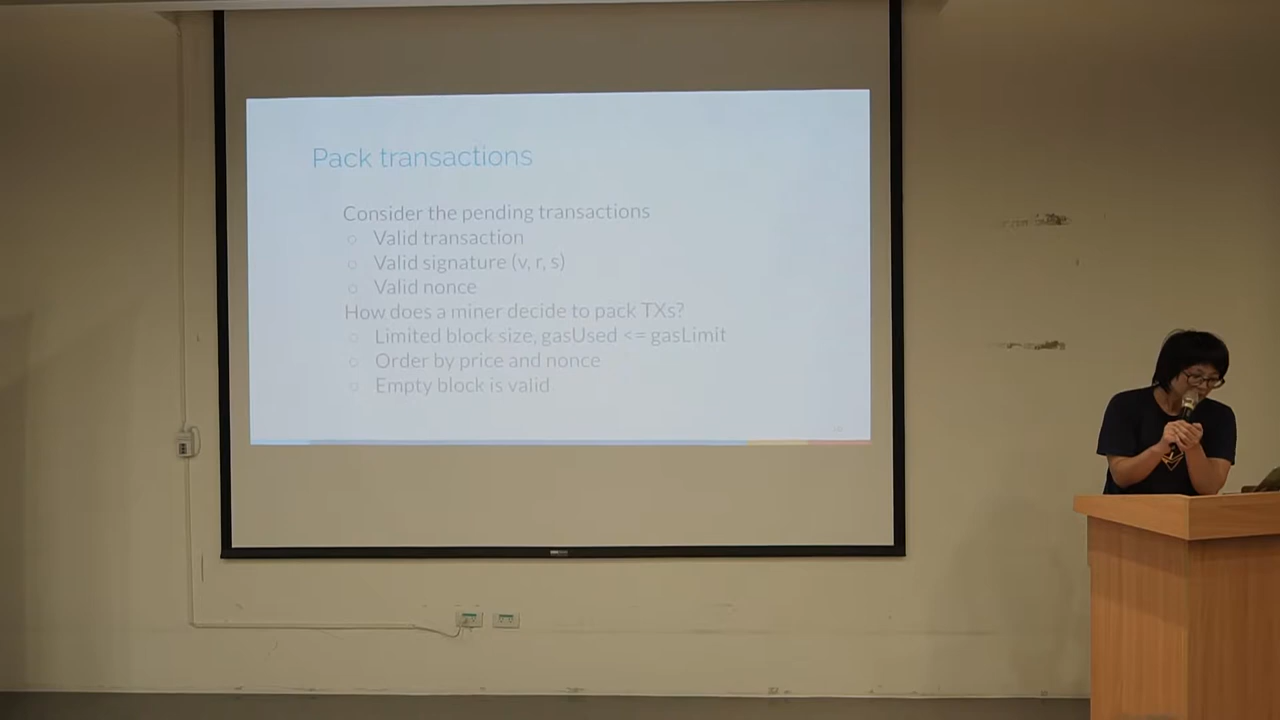 Pack transactions
Consider the pending transactions
○ Valid transaction
○ Valid signature (v, r, s)
○ Valid nonce
How does a miner decide to pack TXs?
○ Limited block size, gasUsed <= gasLimit
○ Order by price and nonce
○ Empty block is valid